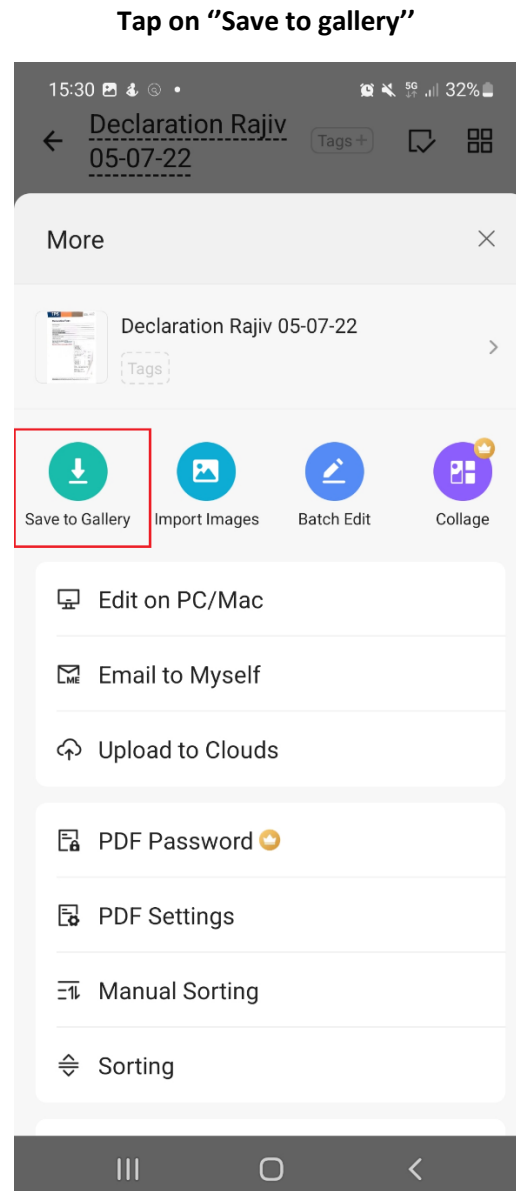 Tap on ‘’Save to gallery’’
15:30 5G 32%
Declaration Rajiv
05-07-22
Tags +
More
Declaration Rajiv 05-07-22
Tags
Save to Gallery
Import Images
Batch Edit
Collage
Edit on PC/Mac
ME Email to Myself
Upload to Clouds
PDF Password
PDF Settings
Manual Sorting
Sorting